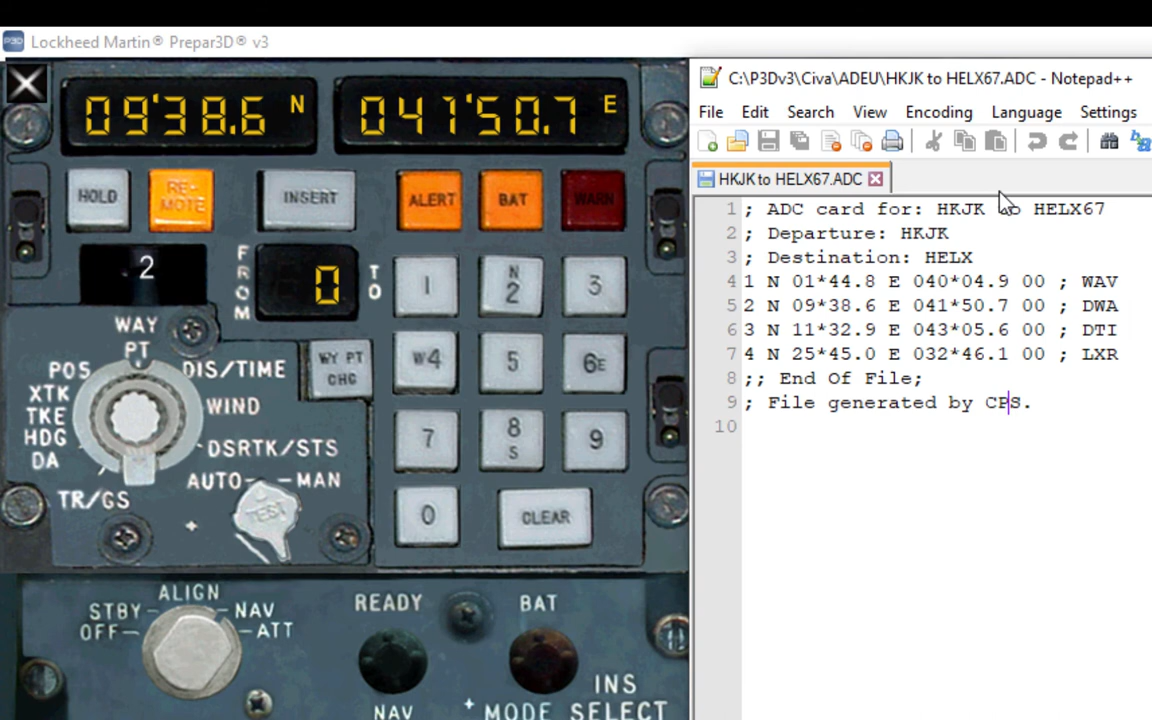 Lockheed Martin® Prepar3D® v3
09'38.6 N
041'50.7 E
HOLD
RE-
MOTE
INSERT
ALERT
BAT
WARN
2
FROM
0
TO
1
N
2
3
WAY
PT
POS
DIS/TIME
WY PT
CHG
W4
5
6E
XTK
TKE
WIND
HDG
DA
DSRTK/STS
7
8
S
9
AUTO
MAN
TR/GS
TEST
0
CLEAR
ALIGN
STBY
NAV
OFF
ATT
READY
BAT
INS
NAV
MODE SELECT
C:\P3Dv3\Civa\ADEU\HKJK to HELX67.ADC - Notepad++
File Edit Search View Encoding Language Settings
HKJK to HELX67.ADC
1 ; ADC card for: HKJK to HELX67
2 ; Departure: HKJK
3 ; Destination: HELX
4 1 N 01*44.8 E 040*04.9 00 ; WAV
5 2 N 09*38.6 E 041*50.7 00 ; DWA
6 3 N 11*32.9 E 043*05.6 00 ; DTI
7 4 N 25*45.0 E 032*46.1 00 ; LXR
8 ;; End Of File;
9 ; File generated by CPS.
10